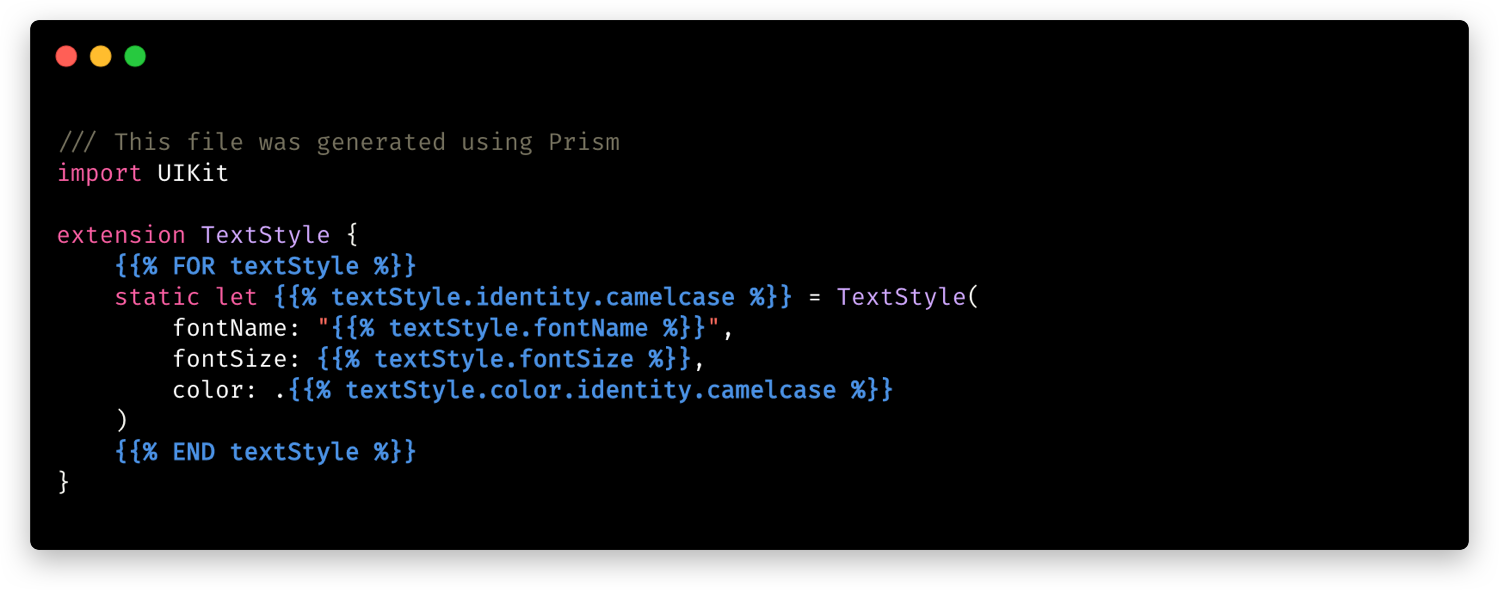 /// This file was generated using Prism
import UIKit
extension TextStyle {
{{% FOR textStyle %}}
static let {{% textStyle.identity.camelcase %}} = TextStyle(
fontName: "{{% textStyle.fontName %}}",
fontSize: {{% textStyle.fontSize %}},
color: .{{% textStyle.color.identity.camelcase %}}
)
{{% END textStyle %}}
}